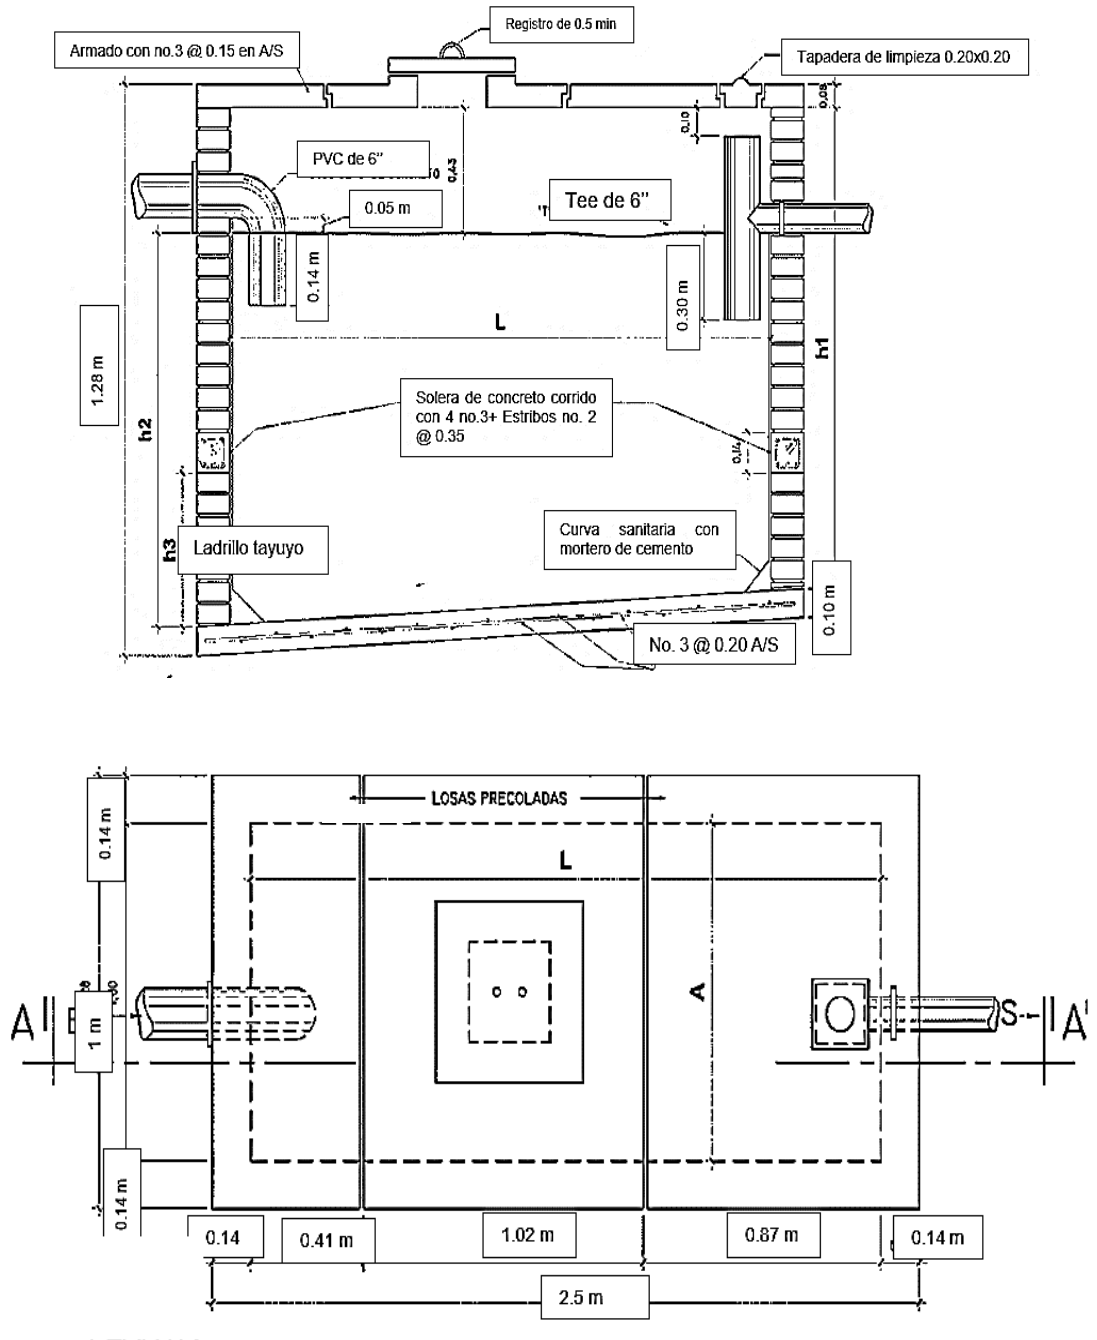 Registro de 0.5 min
Armado con no.3 @ 0.15 en A/S
Tapadera de limpieza 0.20x0.20
0.08
0.10
PVC de 6”
0.43
Tee de 6”
0.05 m
0.14 m
0.30 m
L
1.28 m
h1
h2
Solera de concreto corrido
con 4 no.3+ Estribos no. 2
@ 0.35
0.14
h3
Ladrillo tayuyo
Curva sanitaria con
mortero de cemento
0.10 m
No. 3 @ 0.20 A/S
0.14 m
LOSAS PRECOLADAS
L
A
A
1 m
S
A'
0.14 m
0.14
0.41 m
1.02 m
0.87 m
0.14 m
2.5 m